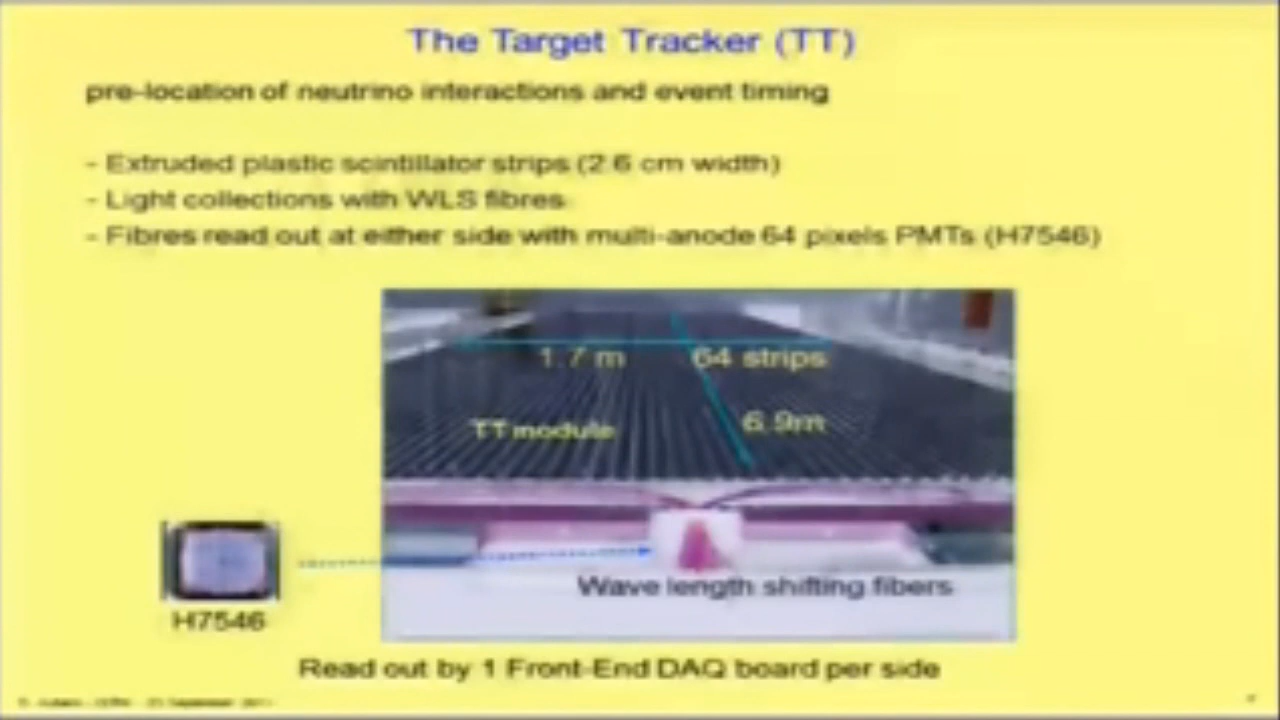 The Target Tracker (TT)
pre-location of neutrino interactions and event timing
- Extruded plastic scintillator strips (2.6 cm width)
- Light collections with WLS fibres
- Fibres read out at either side with multi-anode 64 pixels PMTs (H7546)
1.7 m
64 strips
TT module
6.9m
Wave length shifting fibers
H7546
Read out by 1 Front-End DAQ board per side